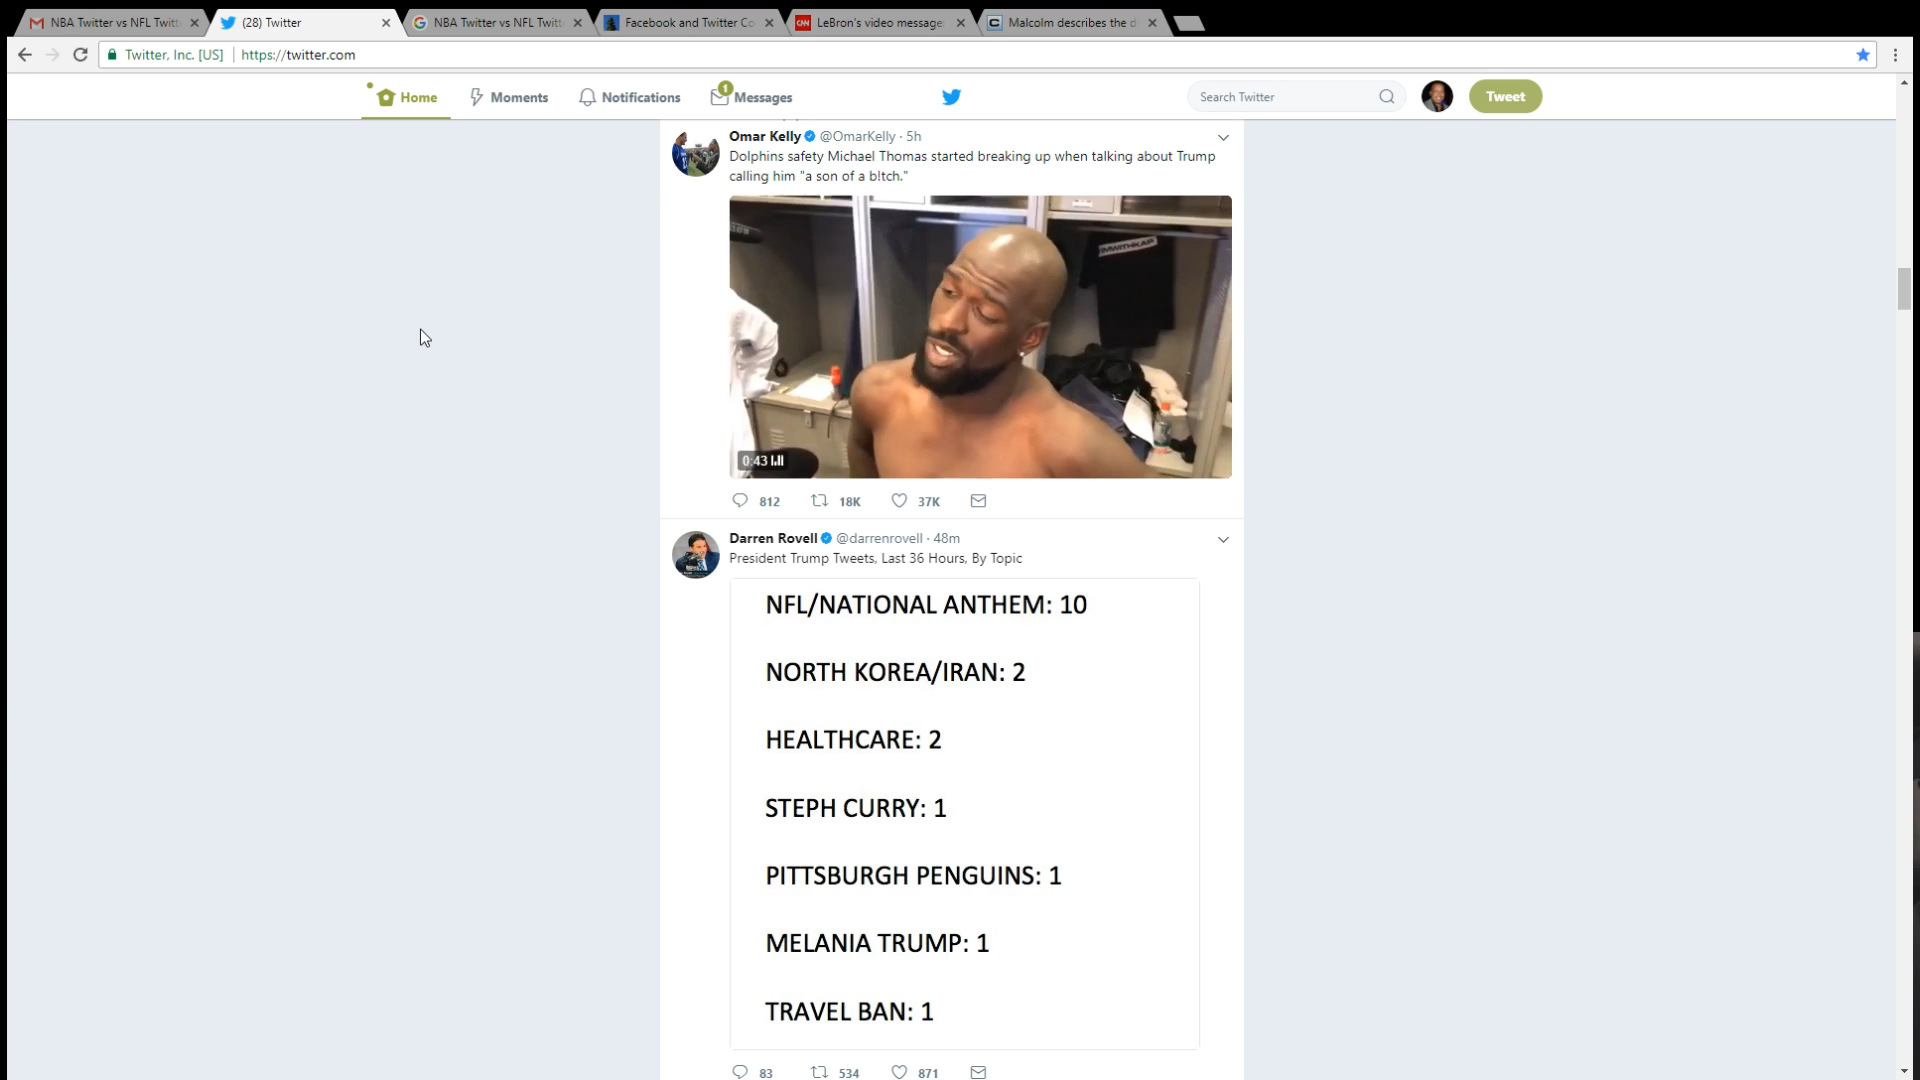 NBA Twitter vs NFL Twitt
(28) Twitter
NBA Twitter vs NFL Twitt
Facebook and Twitter Co
CNN
LeBron's video message
Malcolm describes the d
Twitter, Inc. [US]
https://twitter.com
Home
Moments
Notifications
1
Messages
Search Twitter
Tweet
Omar Kelly @OmarKelly · 5h
Dolphins safety Michael Thomas started breaking up when talking about Trump
calling him "a son of a b!tch."
IMWITHKAP
0:43
812
18K
37K
Darren Rovell @darrenrovell · 48m
President Trump Tweets, Last 36 Hours, By Topic
NFL/NATIONAL ANTHEM: 10
NORTH KOREA/IRAN: 2
HEALTHCARE: 2
STEPH CURRY: 1
PITTSBURGH PENGUINS: 1
MELANIA TRUMP: 1
TRAVEL BAN: 1
83
534
871